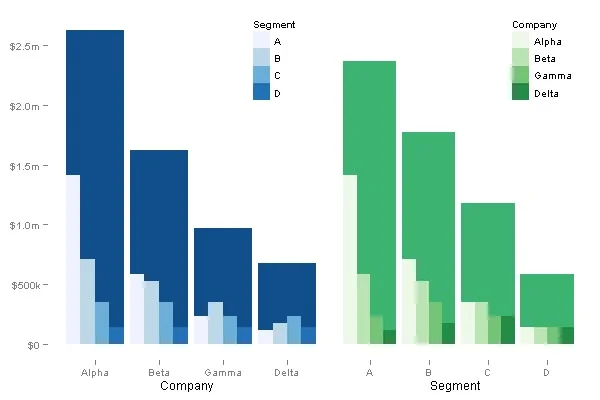 Segment
A
B
C
D
Company
Alpha
Beta
Gamma
Delta
$2.5m
$2.0m
$1.5m
$1.0m
$500k
$0
Alpha Beta Gamma Delta
Company
A B C D
Segment